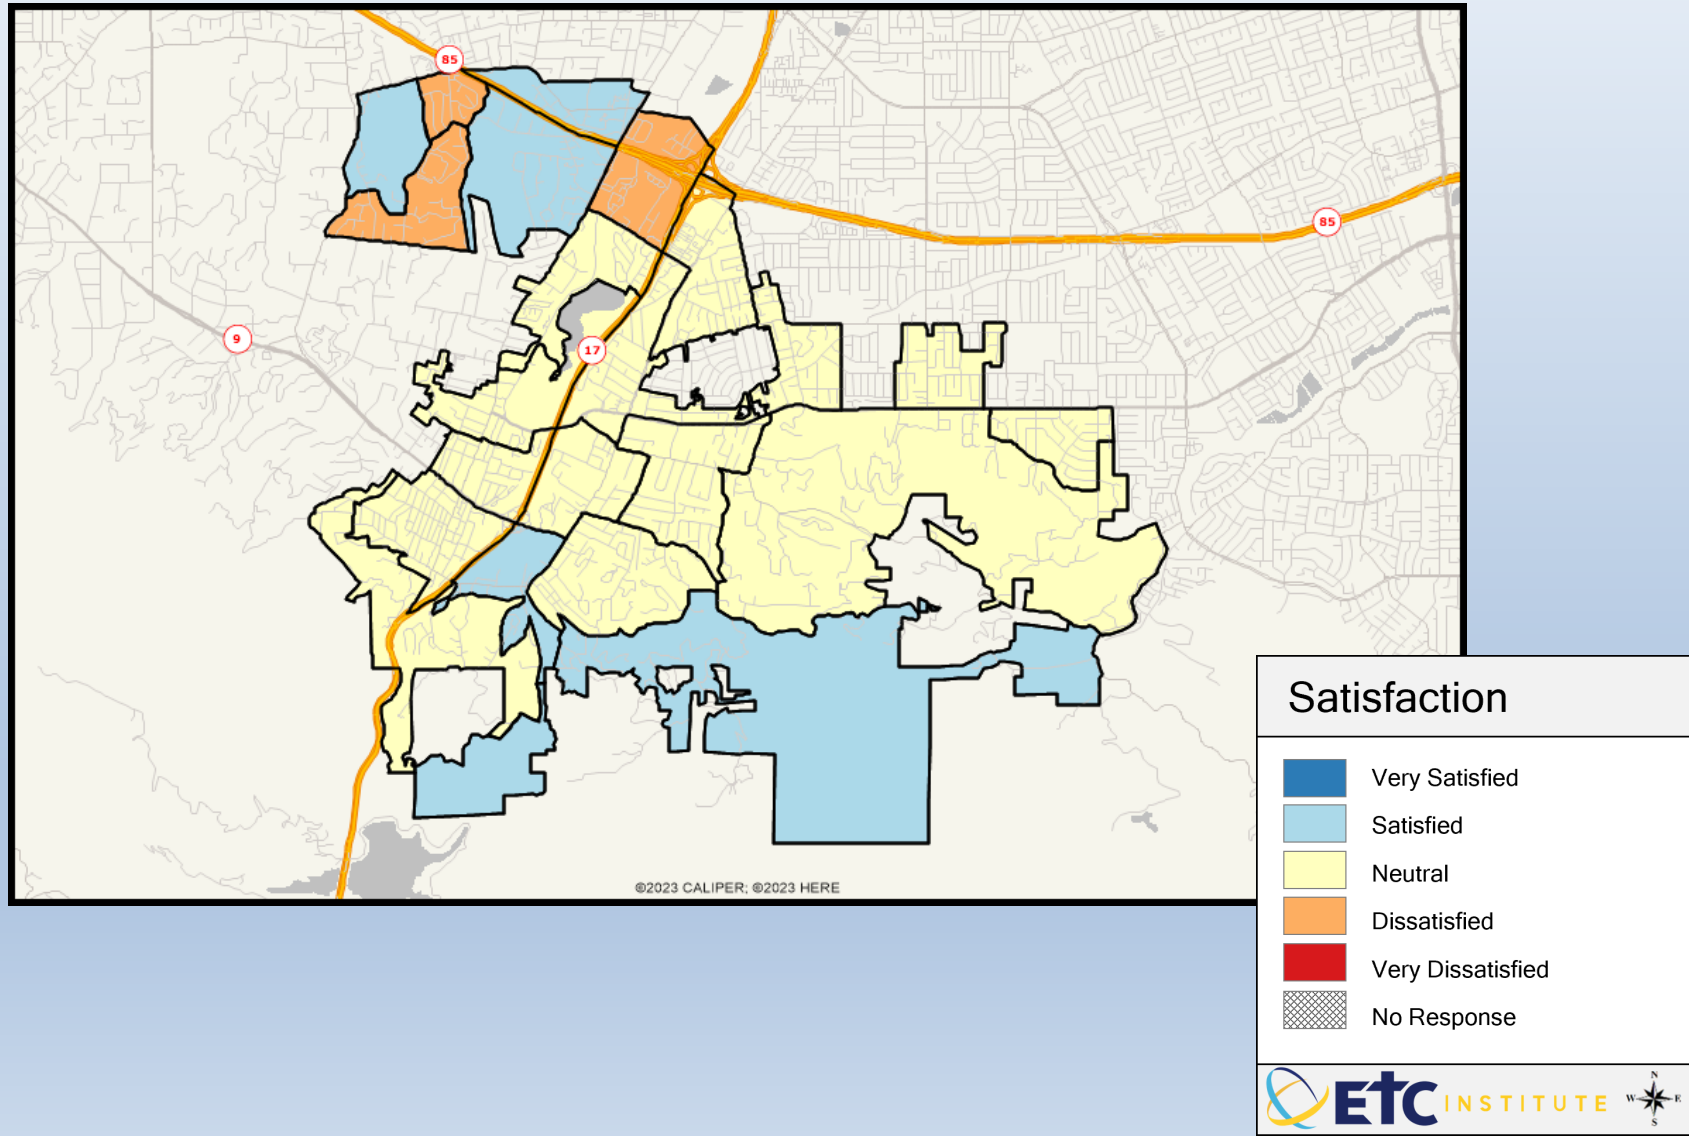 85
85
9
17
©2023 CALIPER; ©2023 HERE
Satisfaction
Very Satisfied
Satisfied
Neutral
Dissatisfied
Very Dissatisfied
No Response
ETC INSTITUTE
N
W E
S